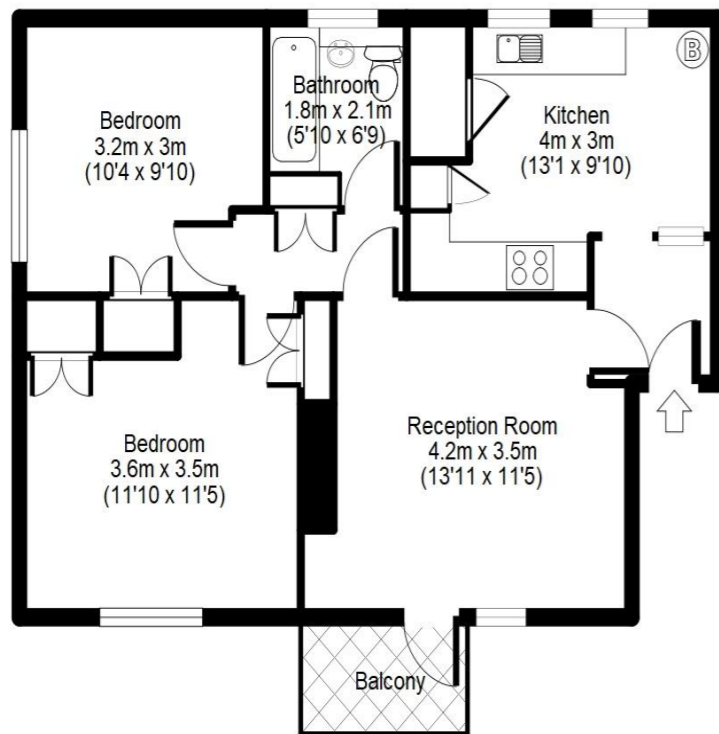 Bedroom
3.2m x 3m
(10'4 x 9'10)
Bathroom
1.8m x 2.1m
(5'10 x 6'9)
Kitchen
4m x 3m
(13'1 x 9'10)
B
Bedroom
3.6m x 3.5m
(11'10 x 11'5)
Reception Room
4.2m x 3.5m
(13'11 x 11'5)
Balcony